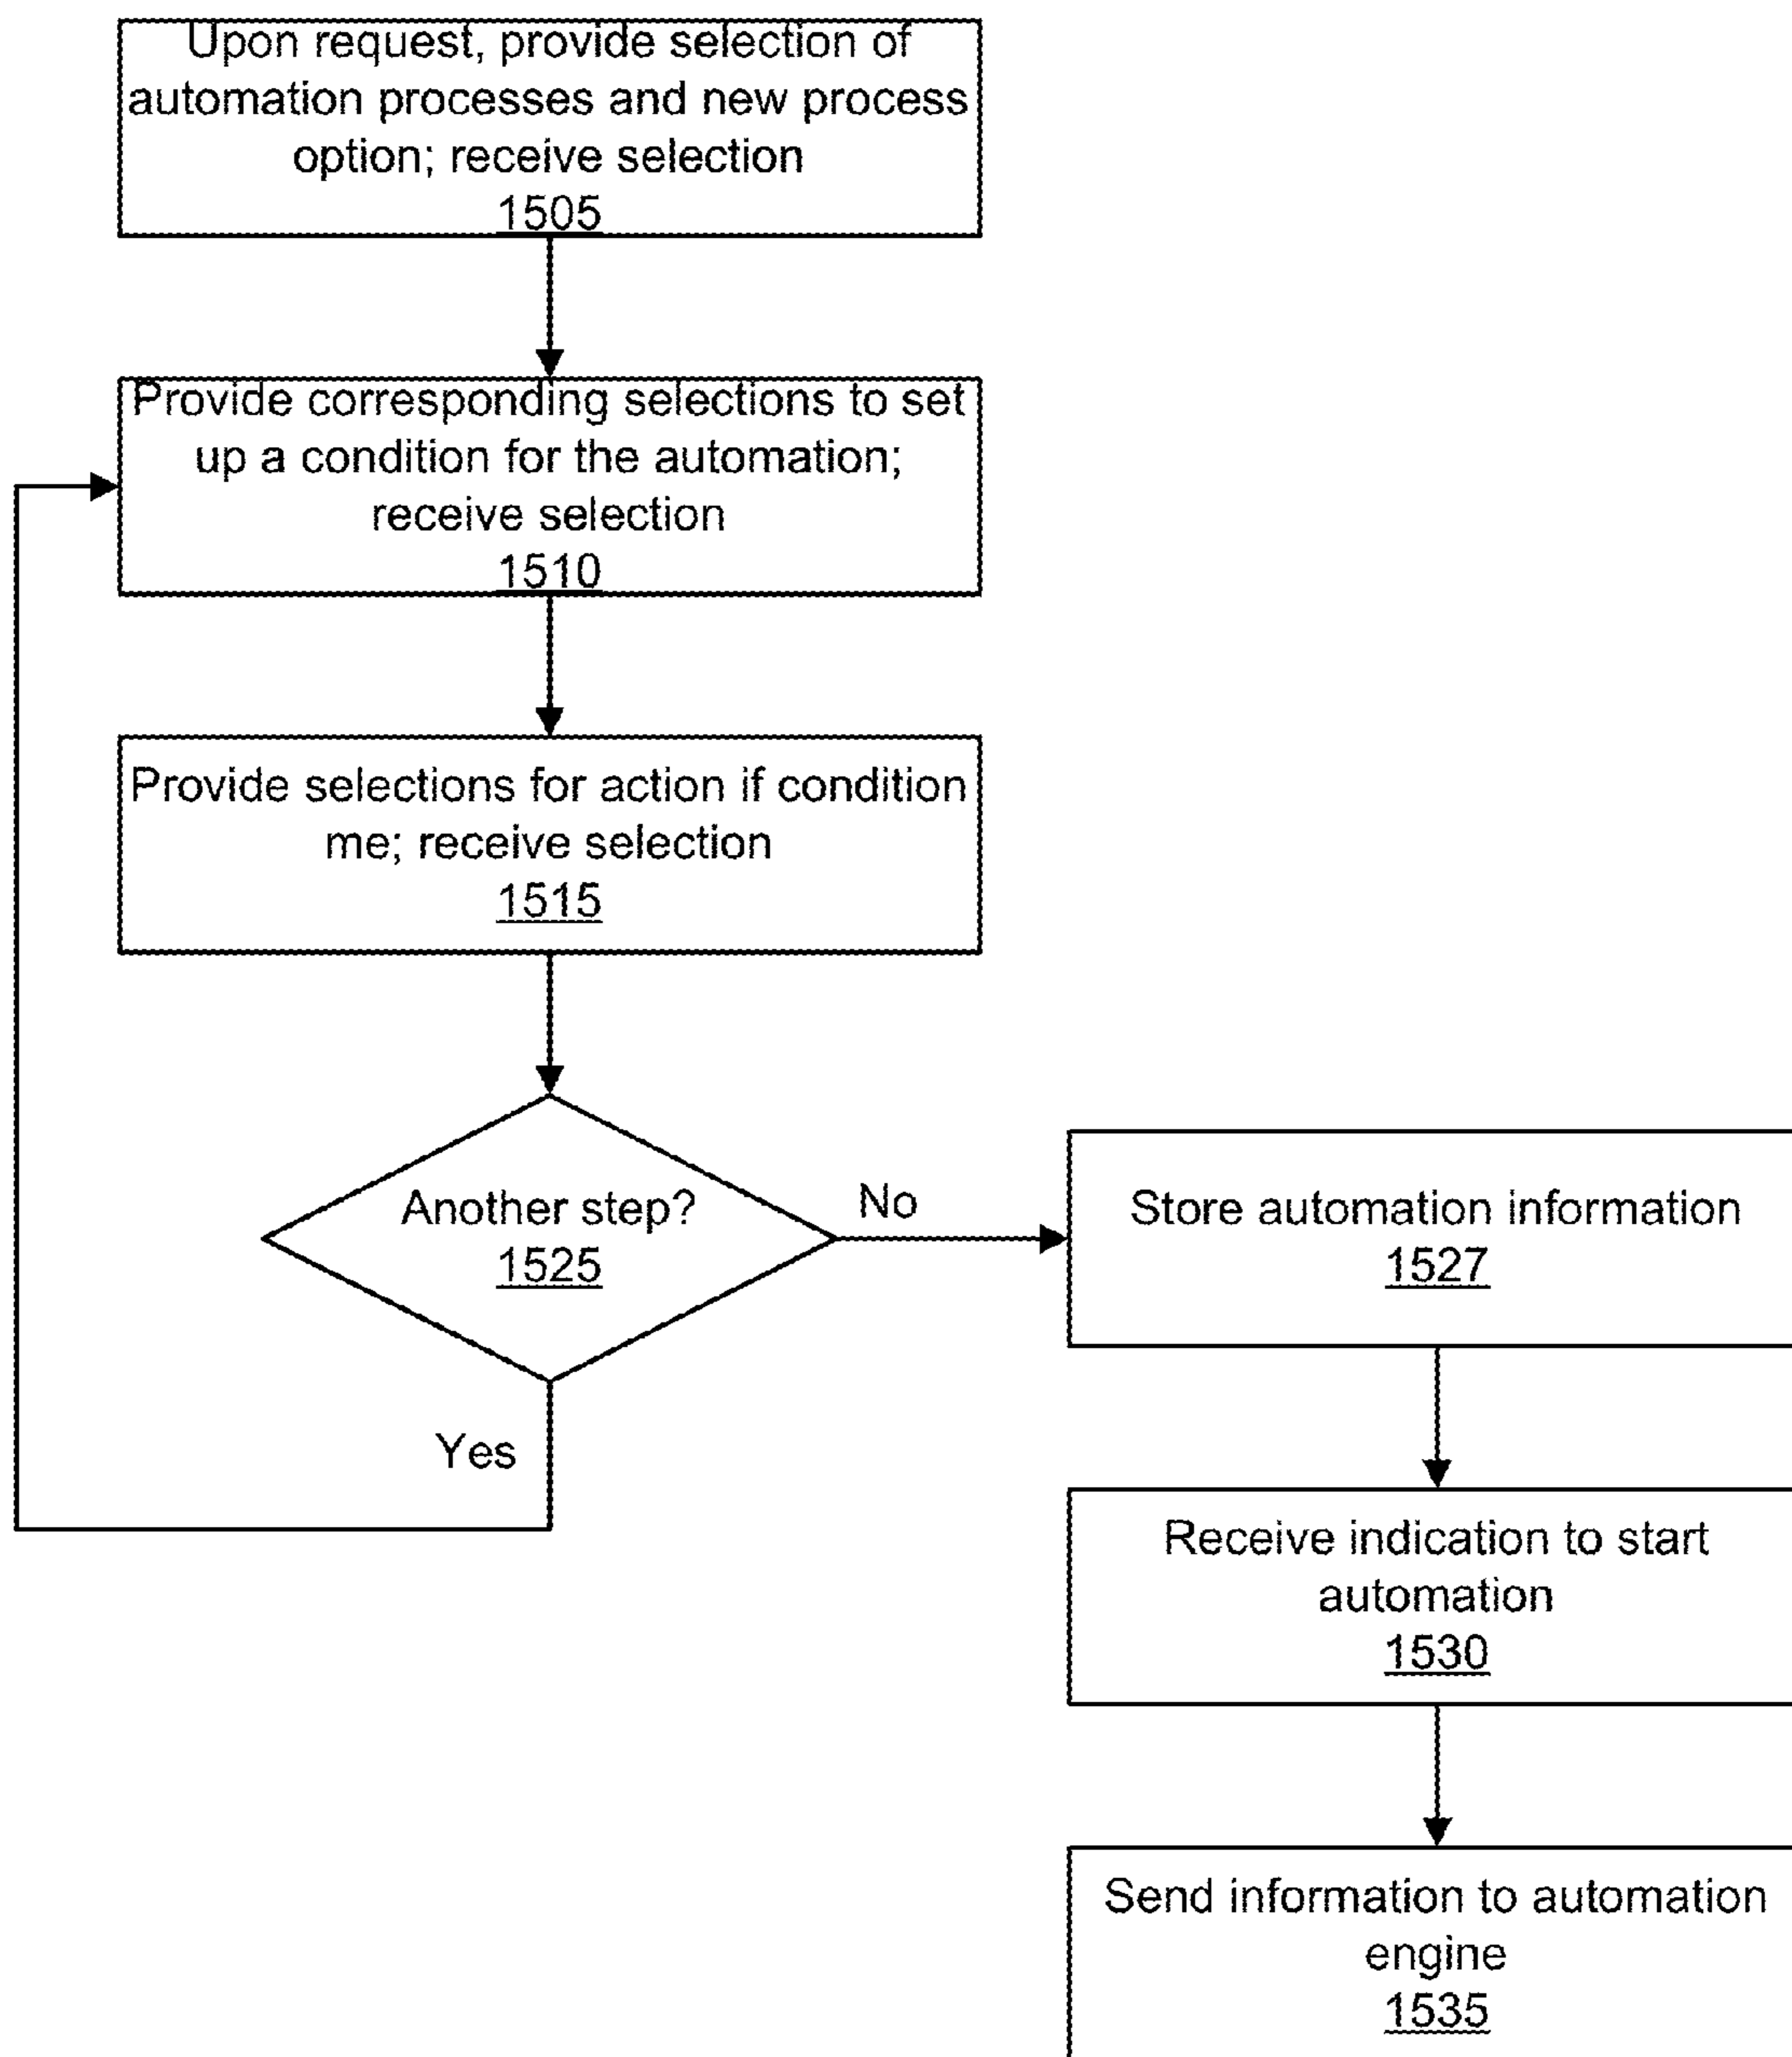 Upon request, provide selection of
automation processes and new process
option; receive selection
1505
Provide corresponding selections to set
up a condition for the automation;
receive selection
1510
Provide selections for action if condition
me; receive selection
1515
Another step?
1525
No
Yes
Store automation information
1527
Receive indication to start
automation
1530
Send information to automation
engine
1535